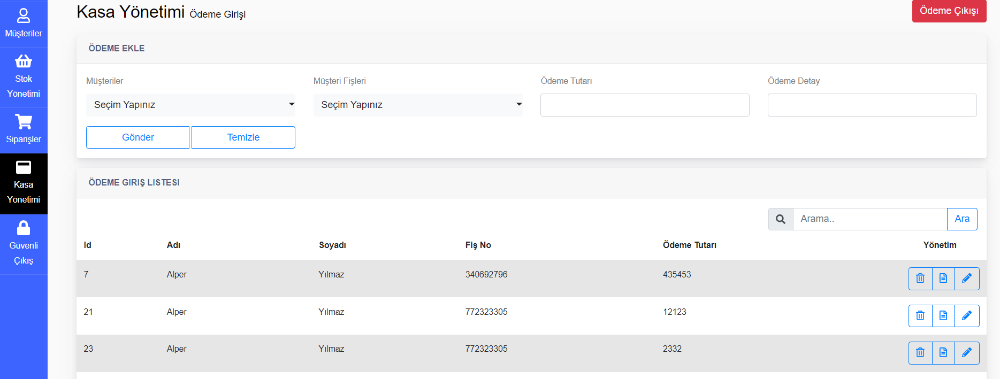 Müşteriler
Stok
Yönetimi
Siparişler
Kasa
Yönetimi
Güvenli
Çıkış
Kasa Yönetimi Ödeme Girişi
Ödeme Çıkışı
ÖDEME EKLE
Müşteriler
Müşteri Fişleri
Ödeme Tutarı
Ödeme Detay
Seçim Yapınız
Seçim Yapınız
Gönder
Temizle
ÖDEME GIRIŞ LISTESI
Arama..
Ara
Id Adı Soyadı Fiş No Ödeme Tutarı Yönetim
7 Alper Yılmaz 340692796 435453
21 Alper Yılmaz 772323305 12123
23 Alper Yılmaz 772323305 2332